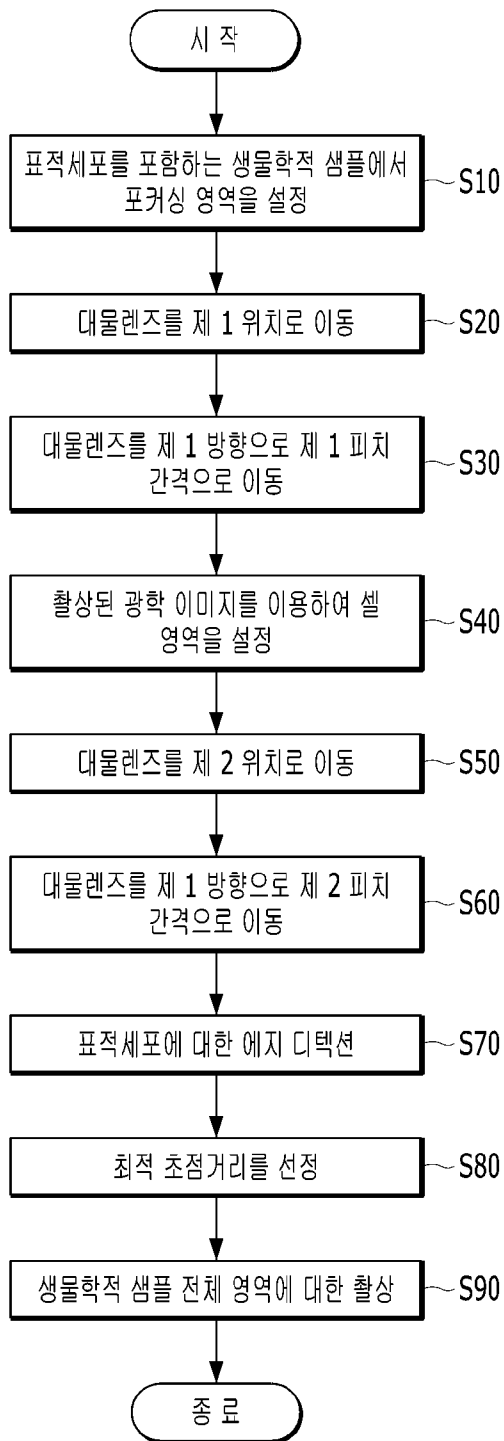 시 작
표적세포를 포함하는 생물학적 샘플에서
포커싱 영역을 설정
S10
대물렌즈를 제 1 위치로 이동
S20
대물렌즈를 제 1 방향으로 제 1 피치
간격으로 이동
S30
촬상된 광학 이미지를 이용하여 셀
영역을 설정
S40
대물렌즈를 제 2 위치로 이동
S50
대물렌즈를 제 1 방향으로 제 2 피치
간격으로 이동
S60
표적세포에 대한 에지 디텍션
S70
최적 초점거리를 선정
S80
생물학적 샘플 전체 영역에 대한 촬상
S90
종 료